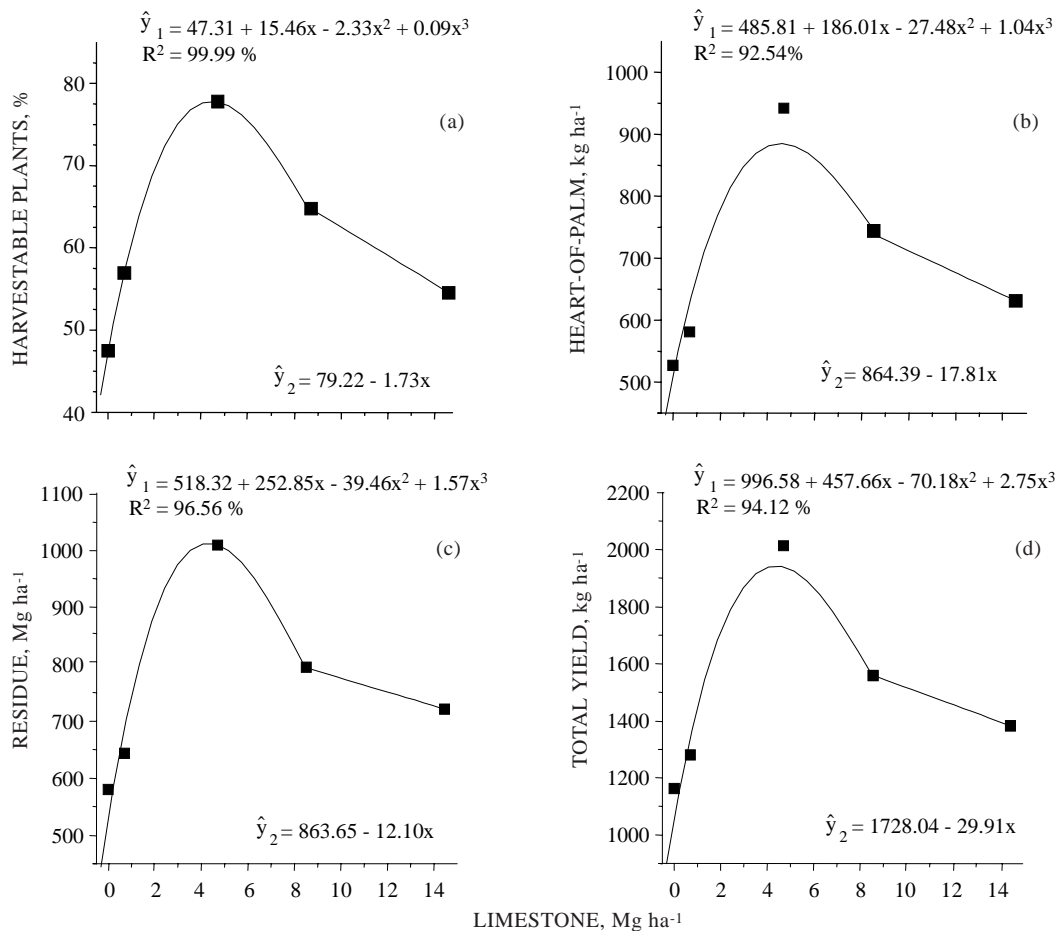 ŷ₁ = 47.31 + 15.46x - 2.33x² + 0.09x³
R² = 99.99 %
HARVESTABLE PLANTS, %
80
70
60
50
40
(a)
ŷ₂ = 79.22 - 1.73x
ŷ₁ = 485.81 + 186.01x - 27.48x² + 1.04x³
R² = 92.54%
HEART-OF-PALM, kg ha⁻¹
1000
900
800
700
600
500
(b)
ŷ₂ = 864.39 - 17.81x
ŷ₁ = 518.32 + 252.85x - 39.46x² + 1.57x³
R² = 96.56 %
RESIDUE, Mg ha⁻¹
1100
1000
900
800
700
600
500
(c)
ŷ₂ = 863.65 - 12.10x
0 2 4 6 8 10 12 14
ŷ₁ = 996.58 + 457.66x - 70.18x² + 2.75x³
R² = 94.12 %
TOTAL YIELD, kg ha⁻¹
2200
2000
1800
1600
1400
1200
1000
(d)
ŷ₂ = 1728.04 - 29.91x
0 2 4 6 8 10 12 14
LIMESTONE, Mg ha⁻¹